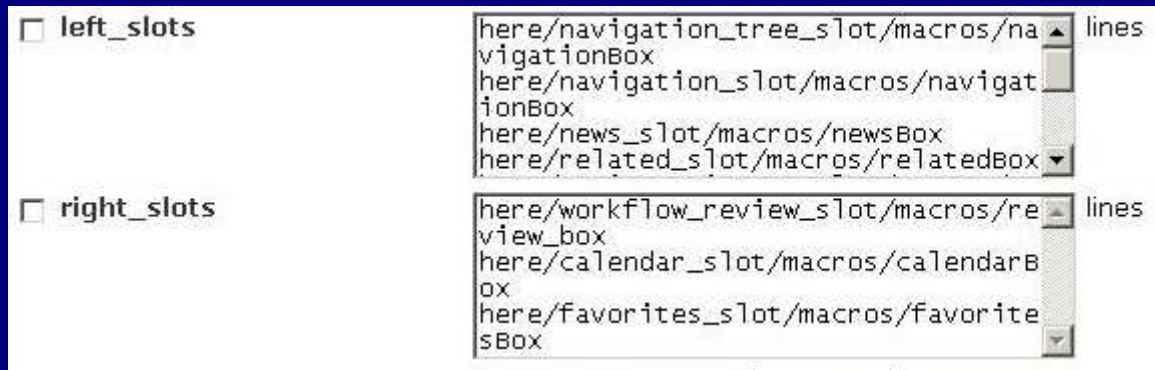 left_slots
here/navigation_tree_slot/macros/na
vigationBox
here/navigation_slot/macros/navigat
ionBox
here/news_slot/macros/newsBox
here/related_slot/macros/relatedBox
lines
right_slots
here/workflow_review_slot/macros/re
view_box
here/calendar_slot/macros/calendarB
ox
here/favorites_slot/macros/favorite
sBox
lines